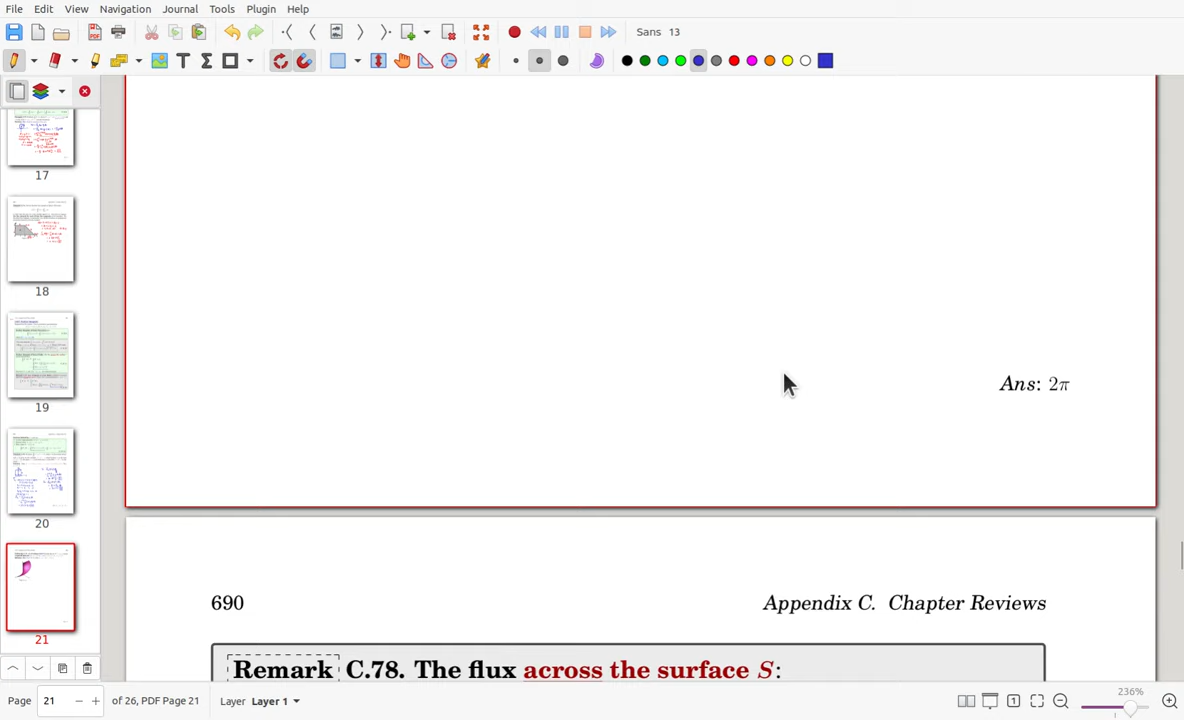 File Edit View Navigation Journal Tools Plugin Help
Sans 13
17
18
19
20
21
Ans: 2π
690 Appendix C. Chapter Reviews
Remark C.78. The flux across the surface S:
Page 21 of 26, PDF Page 21 Layer Layer 1 236%